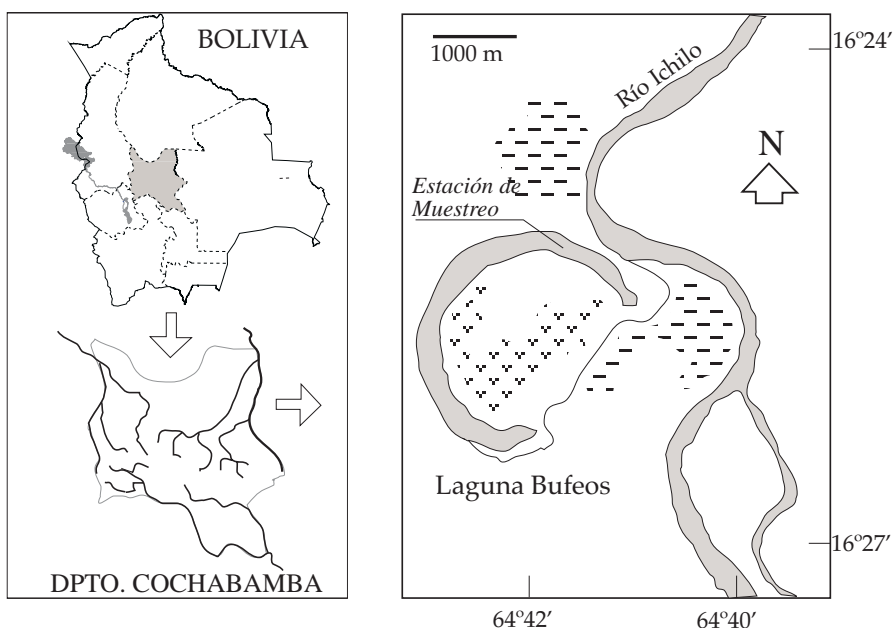 BOLIVIA
DPTO. COCHABAMBA
1000 m
Río Ichilo
16º24′
N
Estación de
Muestreo
Laguna Bufeos
16º27′
64º42′
64º40′